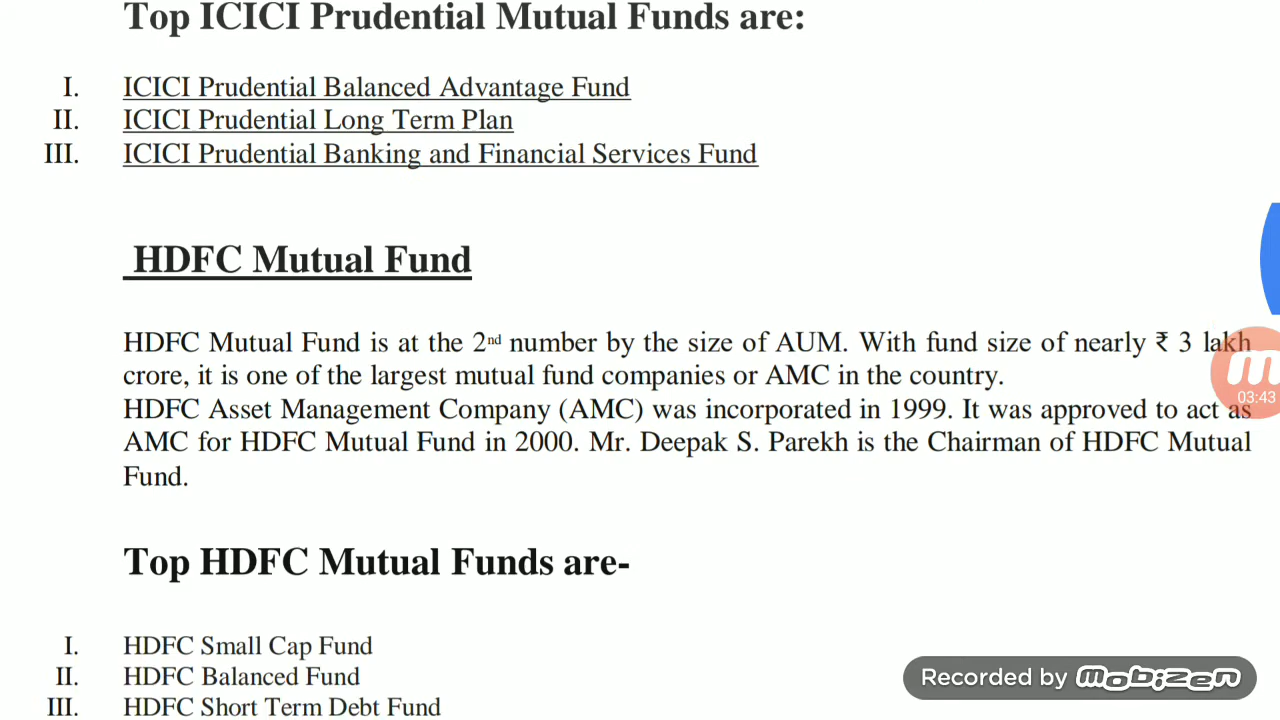 Top ICICI Prudential Mutual Funds are:
I. ICICI Prudential Balanced Advantage Fund
II. ICICI Prudential Long Term Plan
III. ICICI Prudential Banking and Financial Services Fund
HDFC Mutual Fund
HDFC Mutual Fund is at the 2nd number by the size of AUM. With fund size of nearly ₹ 3 lakh
crore, it is one of the largest mutual fund companies or AMC in the country.
HDFC Asset Management Company (AMC) was incorporated in 1999. It was approved to act as
AMC for HDFC Mutual Fund in 2000. Mr. Deepak S. Parekh is the Chairman of HDFC Mutual
Fund.
03:43
Top HDFC Mutual Funds are-
I. HDFC Small Cap Fund
II. HDFC Balanced Fund
III. HDFC Short Term Debt Fund
Recorded by mobizen